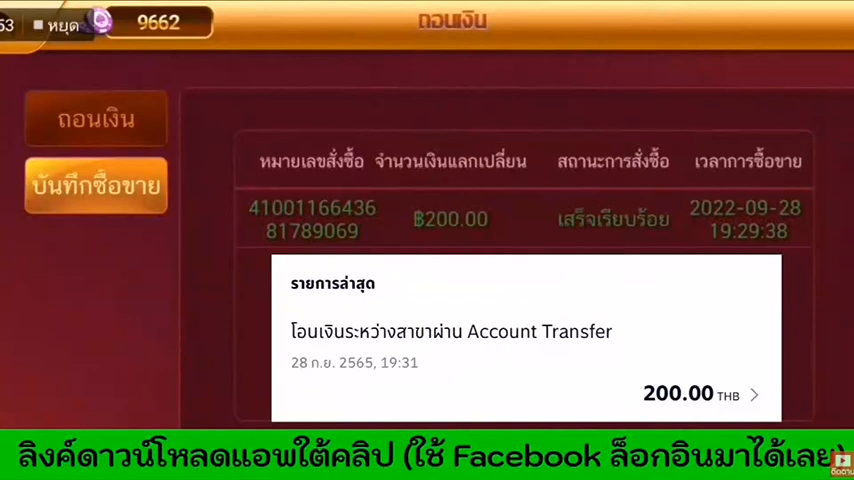 53 หยุด 9662 ถอนเงิน
ถอนเงิน
บันทึกซื้อขาย
หมายเลขสั่งซื้อ จำนวนเงินแลกเปลี่ยน สถานะการสั่งซื้อ เวลาการซื้อขาย
41001166436 ฿200.00 เสร็จเรียบร้อย 2022-09-28
81789069 19:29:38
รายการล่าสุด
โอนเงินระหว่างสาขาผ่าน Account Transfer
28 ก.ย. 2565, 19:31
200.00 THB
ลิงค์ดาวน์โหลดแอพใต้คลิป (ใช้ Facebook ล็อกอินมาได้เลย)
ติดตาม